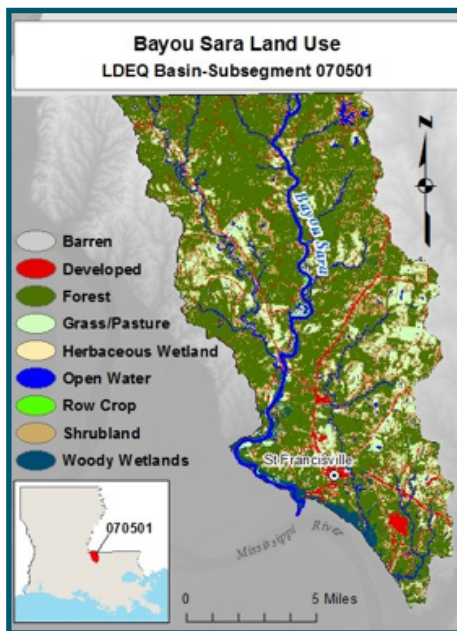 Bayou Sara Land Use
LDEQ Basin-Subsegment 070501
N
Bayou Sara
Barren
Developed
Forest
Grass/Pasture
Herbaceous Wetland
Open Water
Row Crop
Shrubland
Woody Wetlands
St Francisville
070501
Mississippi River
0 5 Miles